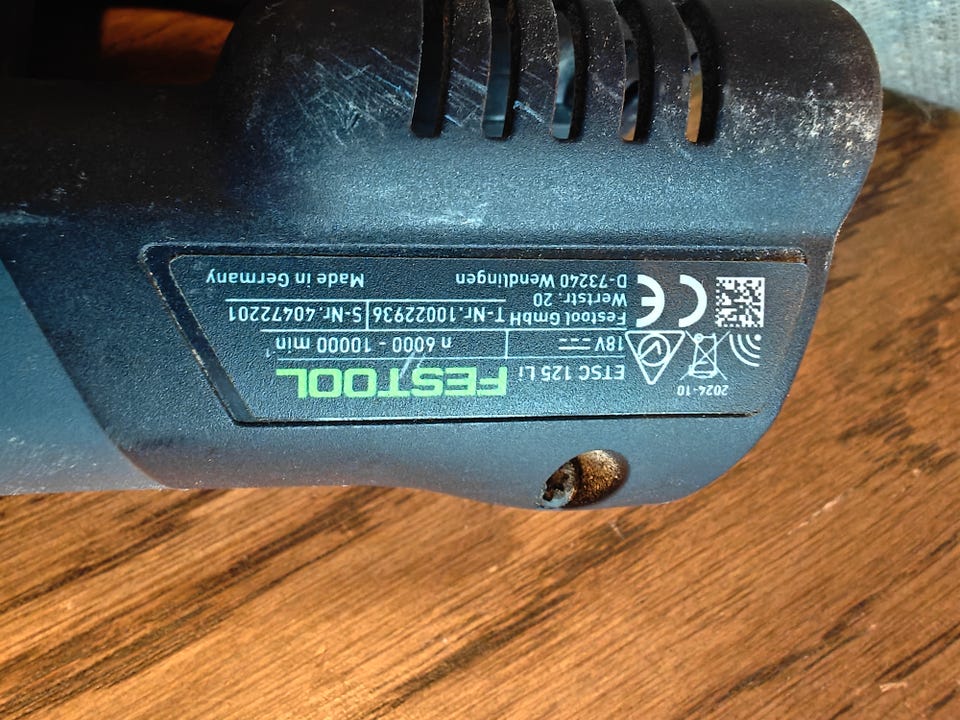 2024-10
ETSC 125 Li
FESTOOL
18V
n 6000 - 10000 min⁻¹
Festool GmbH
Wertstr. 20
D-73240 Wendlingen
T-Nr.10022936
S-Nr.40472201
Made in Germany
CE